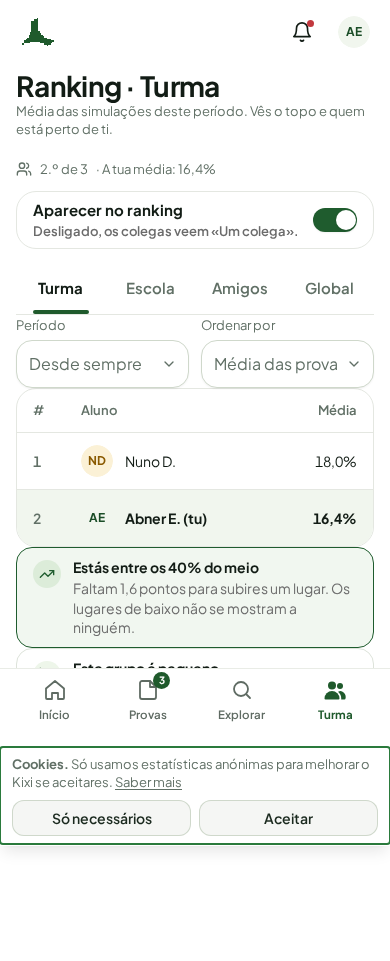 AE
Ranking · Turma
Média das simulações deste período. Vês o topo e quem
está perto de ti.
2.º de 3 · A tua média: 16,4%
Aparecer no ranking
Desligado, os colegas veem «Um colega».
Turma Escola Amigos Global
Período Ordenar por
Desde sempre Média das prova
# Aluno Média
1 ND Nuno D. 18,0%
2 AE Abner E. (tu) 16,4%
Estás entre os 40% do meio
Faltam 1,6 pontos para subires um lugar. Os
lugares de baixo não se mostram a
ninguém.
Este grupo é pequeno
3
Início Provas Explorar Turma
Cookies. Só usamos estatísticas anónimas para melhorar o
Kixi se aceitares. Saber mais
Só necessários Aceitar